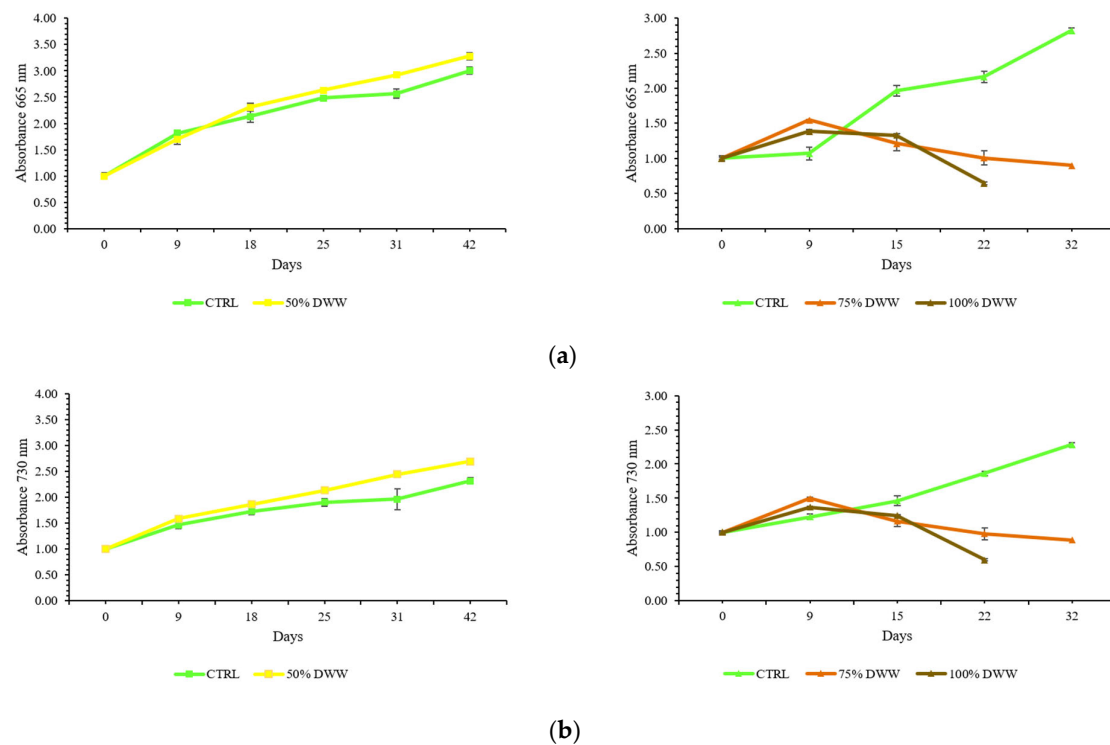 4.00
3.50
3.00
2.50
2.00
1.50
1.00
0.50
0.00
Absorbance 665 nm
0 9 18 25 31 42
Days
CTRL 50% DWW
3.00
2.50
2.00
1.50
1.00
0.50
0.00
Absorbance 665 nm
0 9 15 22 32
Days
CTRL 75% DWW 100% DWW
(a)
4.00
3.50
3.00
2.50
2.00
1.50
1.00
0.50
0.00
Absorbance 730 nm
0 9 18 25 31 42
Days
CTRL 50% DWW
3.00
2.50
2.00
1.50
1.00
0.50
0.00
Absorbance 730 nm
0 9 15 22 32
Days
CTRL 75% DWW 100% DWW
(b)